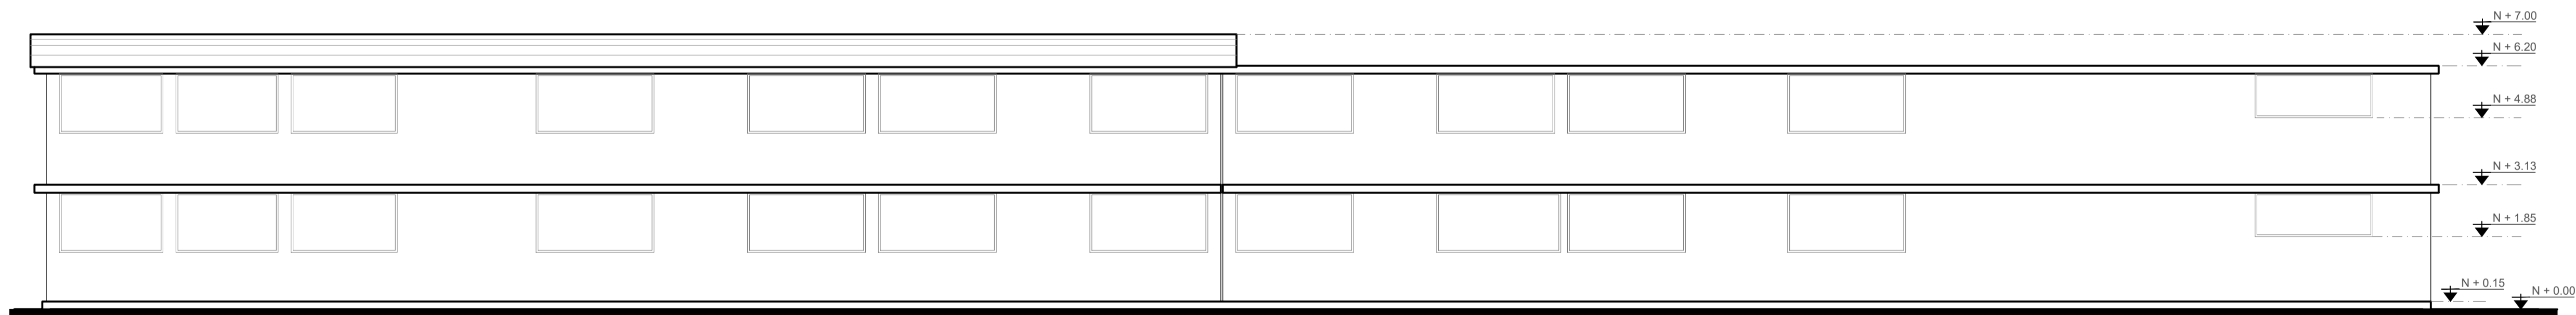 N + 7.00
N + 6.20
N + 4.88
N + 3.13
N + 1.85
N + 0.15
N + 0.00